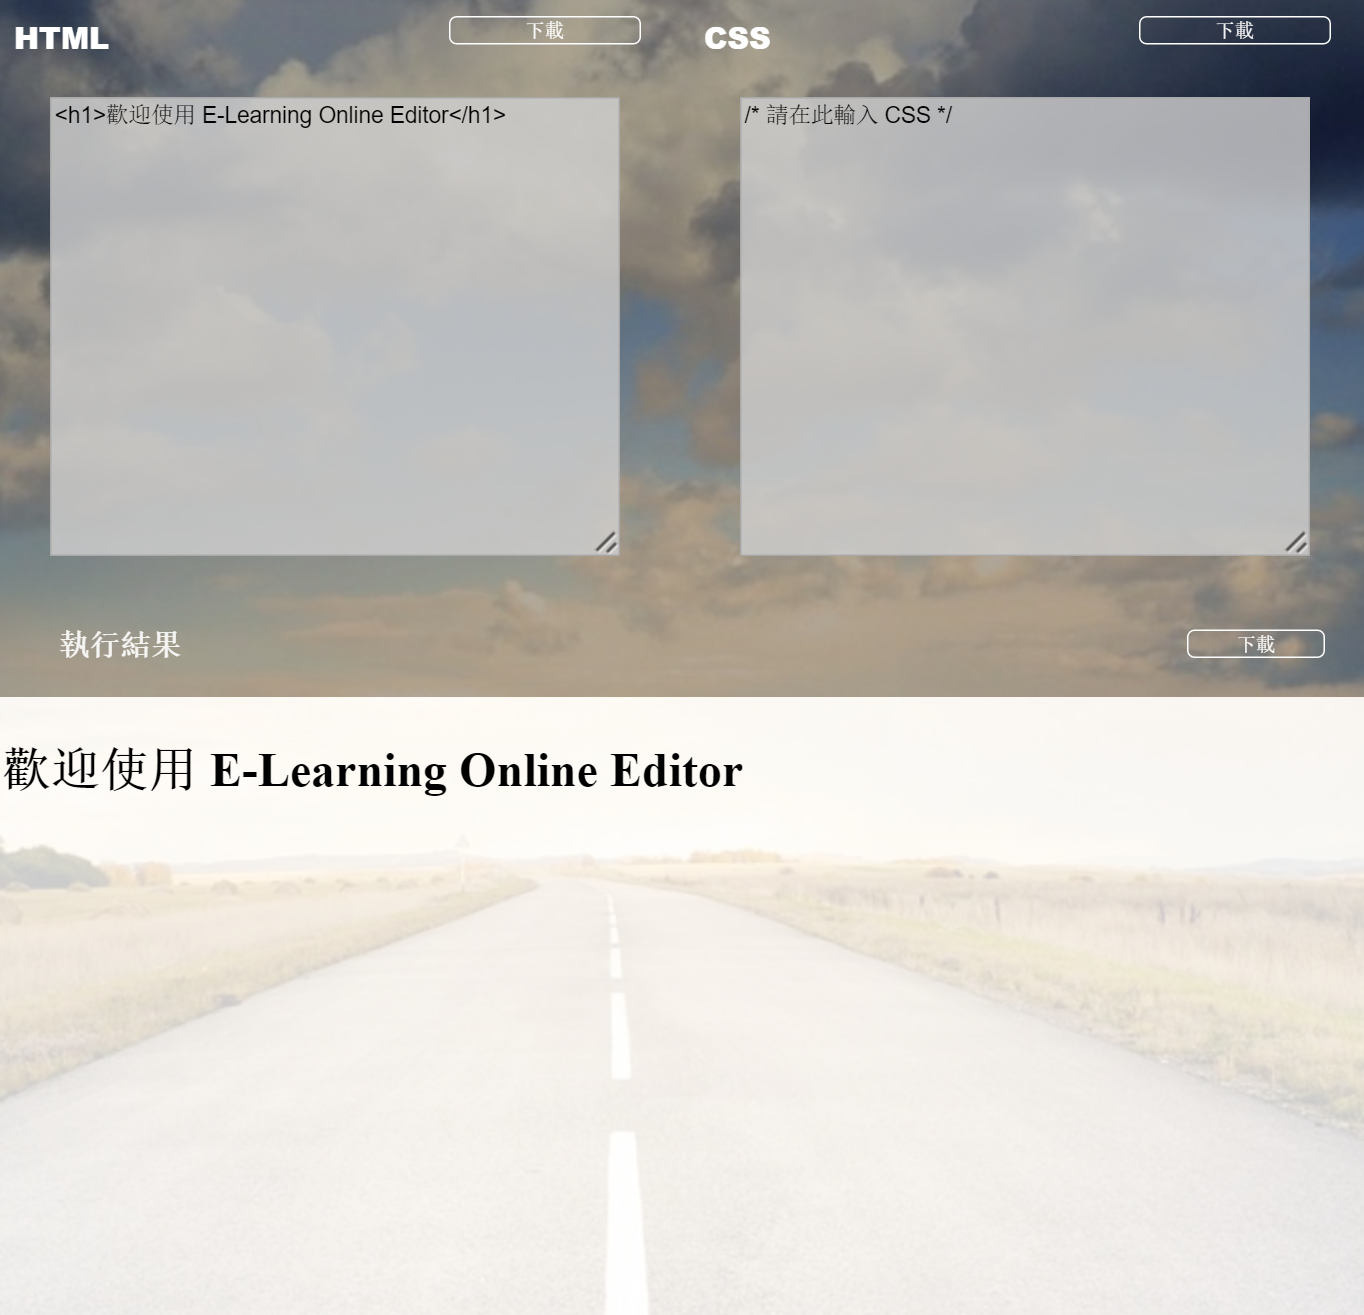 HTML
下載
<h1>歡迎使用 E-Learning Online Editor</h1>
CSS
下載
/* 請在此輸入 CSS */
執行結果
下載
歡迎使用 E-Learning Online Editor